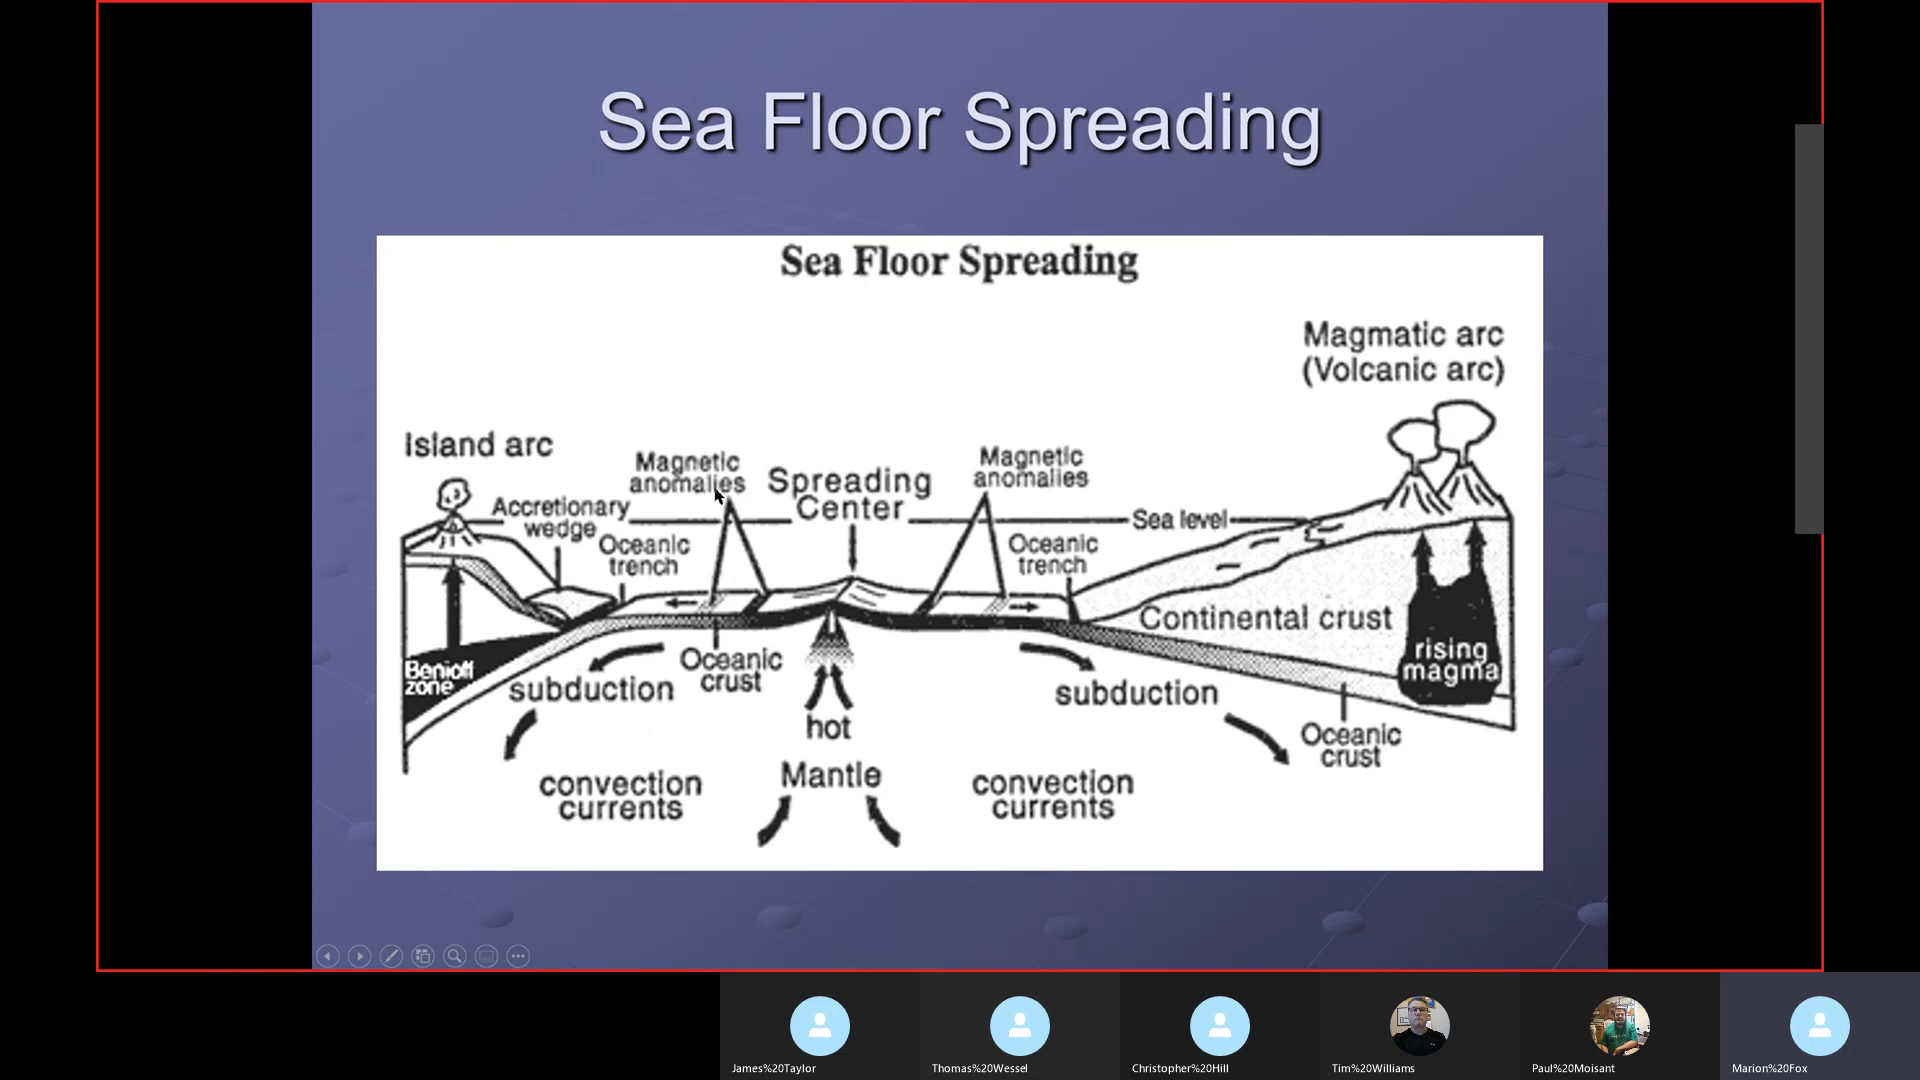 Sea Floor Spreading
Sea Floor Spreading
Magmatic arc
(Volcanic arc)
Island arc
Magnetic
anomalies
Spreading
Center
Magnetic
anomalies
Accretionary
wedge
Oceanic
trench
Sea level
Oceanic
trench
Continental crust
rising
magma
Benioff
zone
subduction
Oceanic
crust
subduction
hot
Oceanic
crust
Mantle
convection
currents
convection
currents
James%20Taylor
Thomas%20Wessel
Christopher%20Hill
Tim%20Williams
Paul%20Moisant
Marion%20Fox